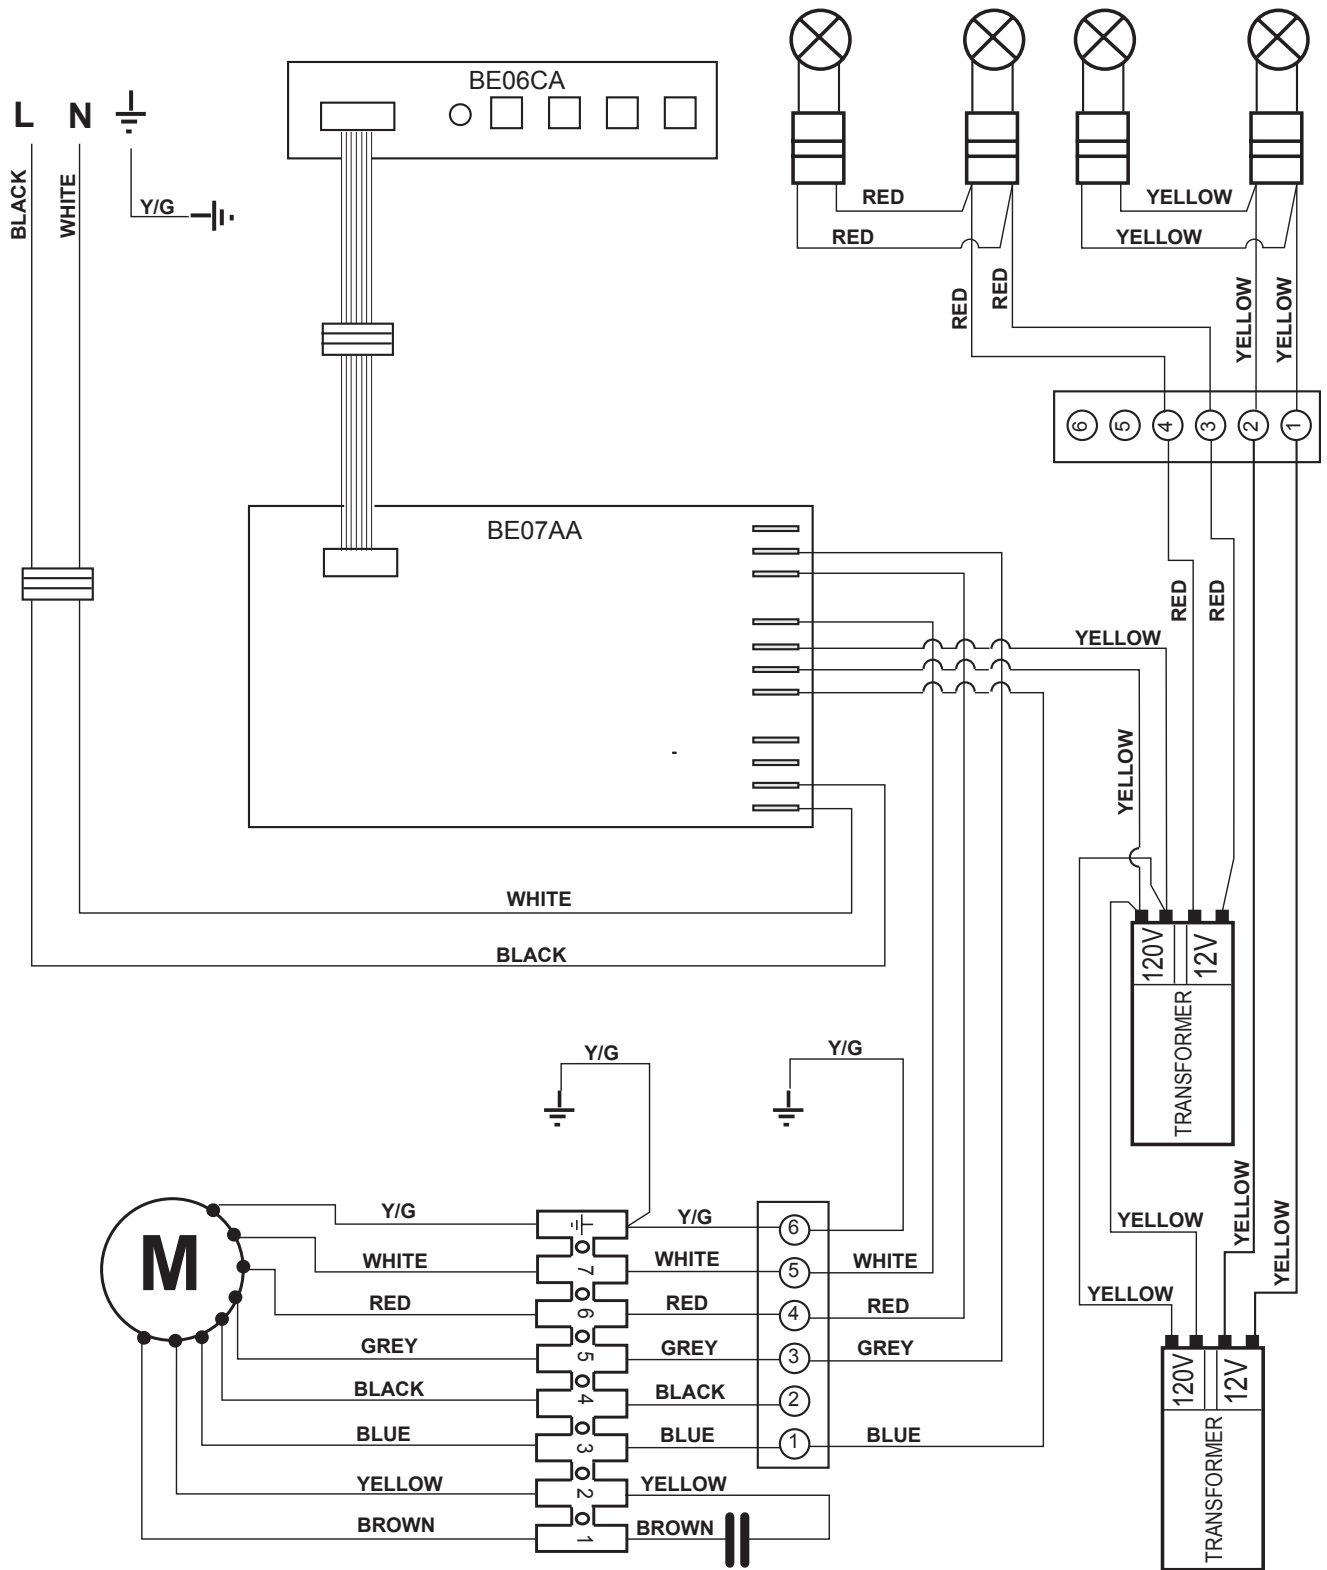 BE06CA
L N
BLACK
WHITE
Y/G
RED
RED
YELLOW
YELLOW
RED
RED
YELLOW
YELLOW
6 5 4 3 2 1
BE07AA
RED
RED
YELLOW
YELLOW
WHITE
BLACK
120V
12V
TRANSFORMER
Y/G
Y/G
M
Y/G
Y/G
6
WHITE
7
WHITE
5
WHITE
RED
6
RED
4
RED
GREY
5
GREY
3
GREY
BLACK
4
BLACK
2
BLUE
3
BLUE
1
BLUE
YELLOW
2
YELLOW
BROWN
1
BROWN
YELLOW
YELLOW
YELLOW
YELLOW
120V
12V
TRANSFORMER